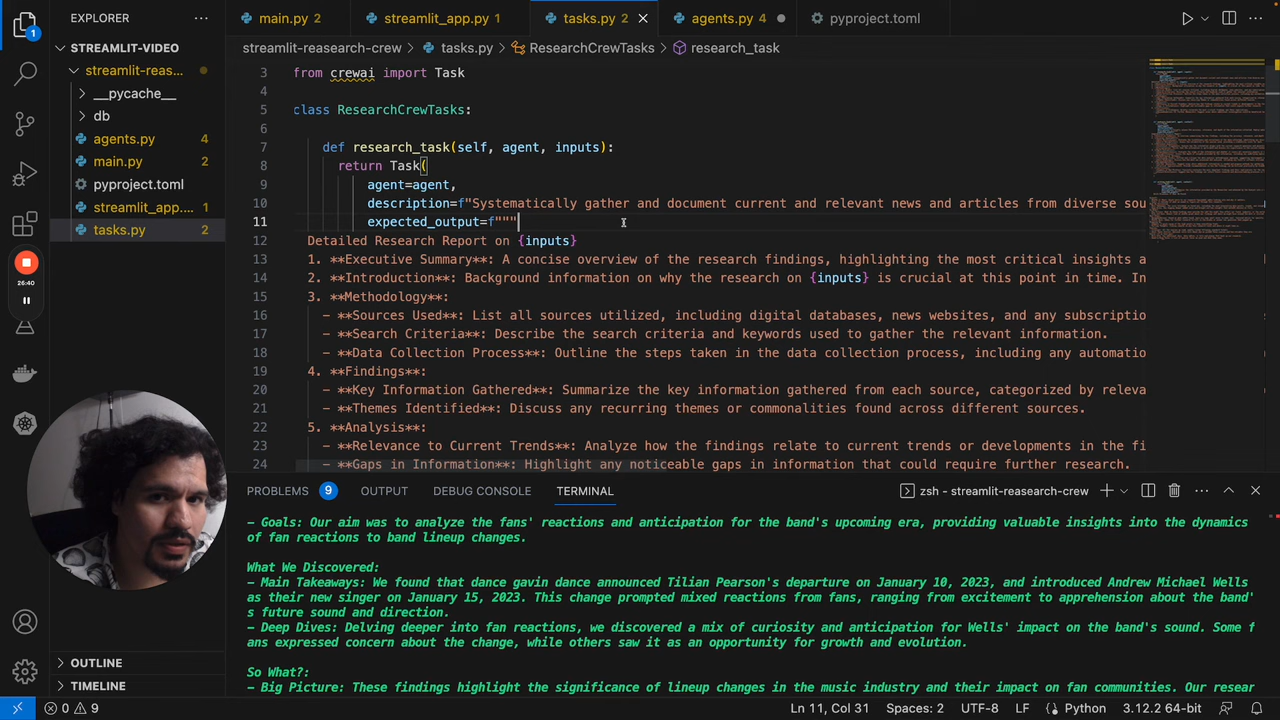 EXPLORER
main.py 2
streamlit_app.py 1
tasks.py 2
agents.py 4
pyproject.toml
STREAMLIT-VIDEO
streamlit-reasearch-crew > tasks.py > ResearchCrewTasks > research_task
1
streamlit-reas...
__pycache__
db
agents.py 4
main.py 2
pyproject.toml
streamlit_app.... 1
tasks.py 2
3 from crewai import Task
4
5 class ResearchCrewTasks:
6
7 def research_task(self, agent, inputs):
8 return Task(
9 agent=agent,
10 description=f"Systematically gather and document current and relevant news and articles from diverse sou
11 expected_output=f"""
12 Detailed Research Report on {inputs}
13 1. **Executive Summary**: A concise overview of the research findings, highlighting the most critical insights a
14 2. **Introduction**: Background information on why the research on {inputs} is crucial at this point in time. In
15 3. **Methodology**:
16 - **Sources Used**: List all sources utilized, including digital databases, news websites, and any subscriptio
17 - **Search Criteria**: Describe the search criteria and keywords used to gather the relevant information.
18 - **Data Collection Process**: Outline the steps taken in the data collection process, including any automatio
19 4. **Findings**:
20 - **Key Information Gathered**: Summarize the key information gathered from each source, categorized by releva
21 - **Themes Identified**: Discuss any recurring themes or commonalities found across different sources.
22 5. **Analysis**:
23 - **Relevance to Current Trends**: Analyze how the findings relate to current trends or developments in the fi
24 - **Gaps in Information**: Highlight any noticeable gaps in information that could require further research.
26:40
PROBLEMS 9 OUTPUT DEBUG CONSOLE TERMINAL
zsh - streamlit-reasearch-crew
- Goals: Our aim was to analyze the fans' reactions and anticipation for the band's upcoming era, providing valuable insights into the dynamics
of fan reactions to band lineup changes.
What We Discovered:
- Main Takeaways: We found that dance gavin dance announced Tilian Pearson's departure on January 10, 2023, and introduced Andrew Michael Wells
as their new singer on January 15, 2023. This change prompted mixed reactions from fans, ranging from excitement to apprehension about the band'
s future sound and direction.
- Deep Dives: Delving deeper into fan reactions, we discovered a mix of curiosity and anticipation for Wells' impact on the band's sound. Some f
ans expressed concern about the change, while others saw it as an opportunity for growth and evolution.
So What?:
- Big Picture: These findings highlight the significance of lineup changes in the music industry and their impact on fan communities. Our resear
OUTLINE
TIMELINE
0 9
Ln 11, Col 31 Spaces: 2 UTF-8 LF Python 3.12.2 64-bit